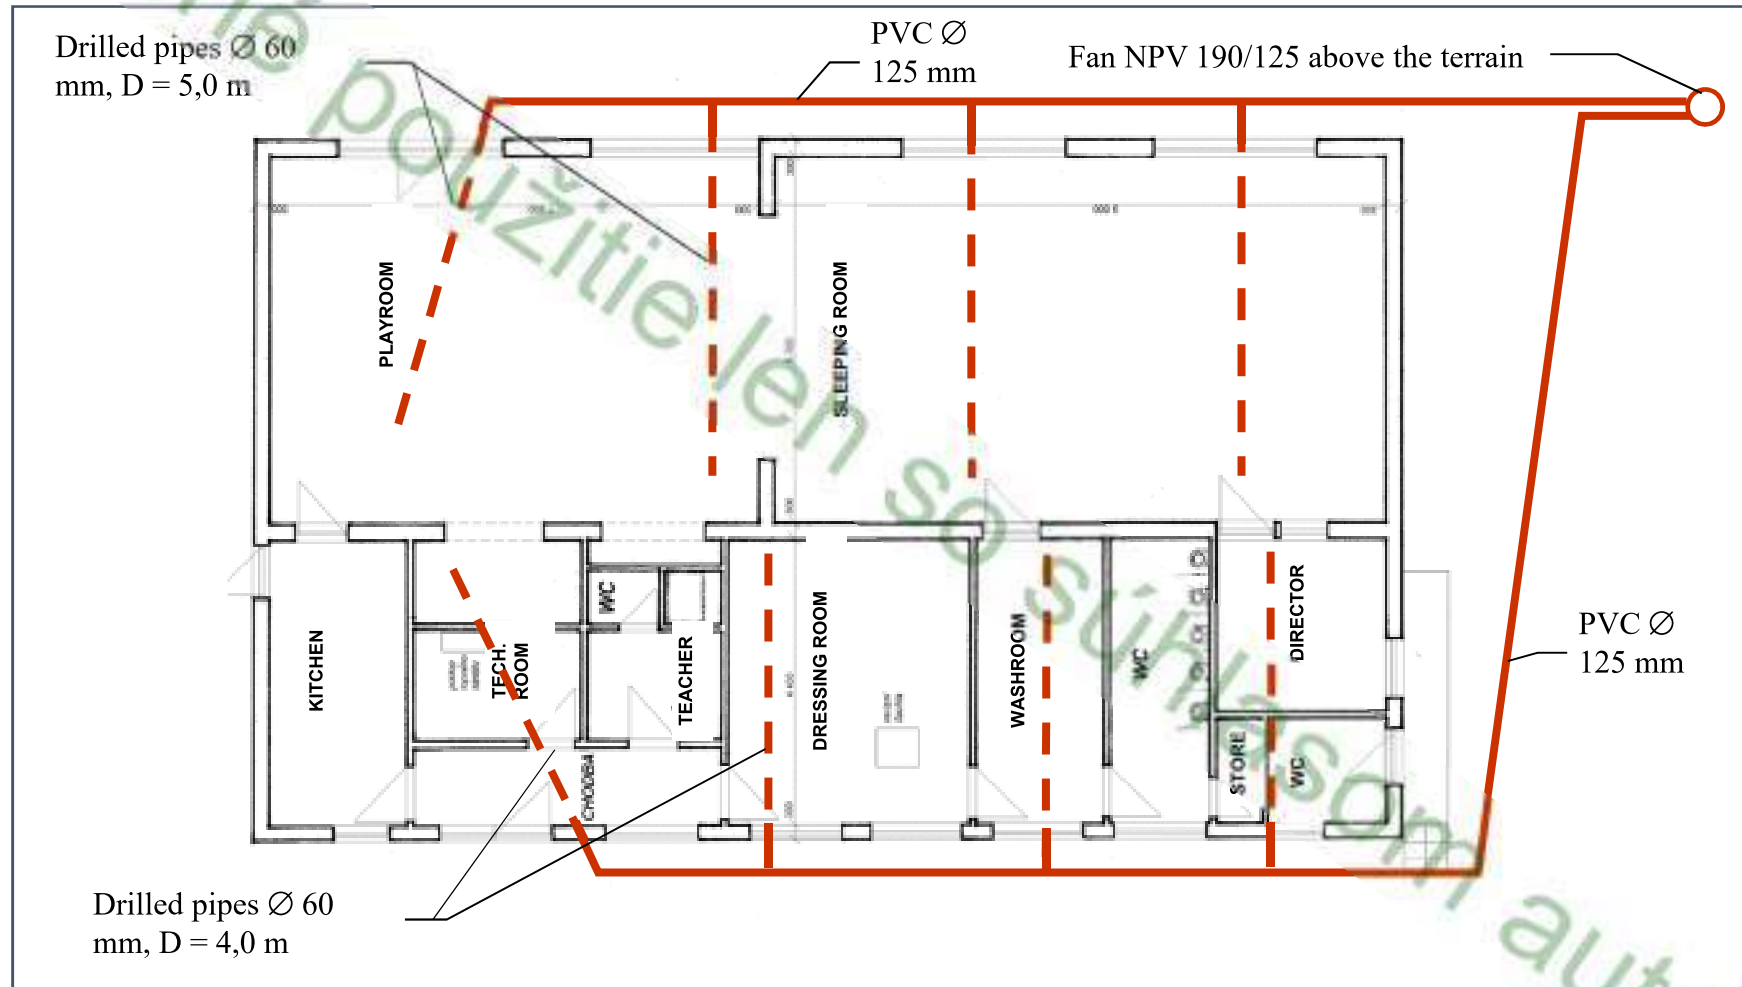 Drilled pipes ∅ 60
mm, D = 5,0 m
PVC ∅
125 mm
Fan NPV 190/125 above the terrain
PLAYROOM
SLEEPING ROOM
KITCHEN
TECH.
ROOM
WC
TEACHER
CHODBA
DRESSING ROOM
WASHROOM
WC
DIRECTOR
STORE
WC
PVC ∅
125 mm
Drilled pipes ∅ 60
mm, D = 4,0 m
použitie len so súhlasom aut